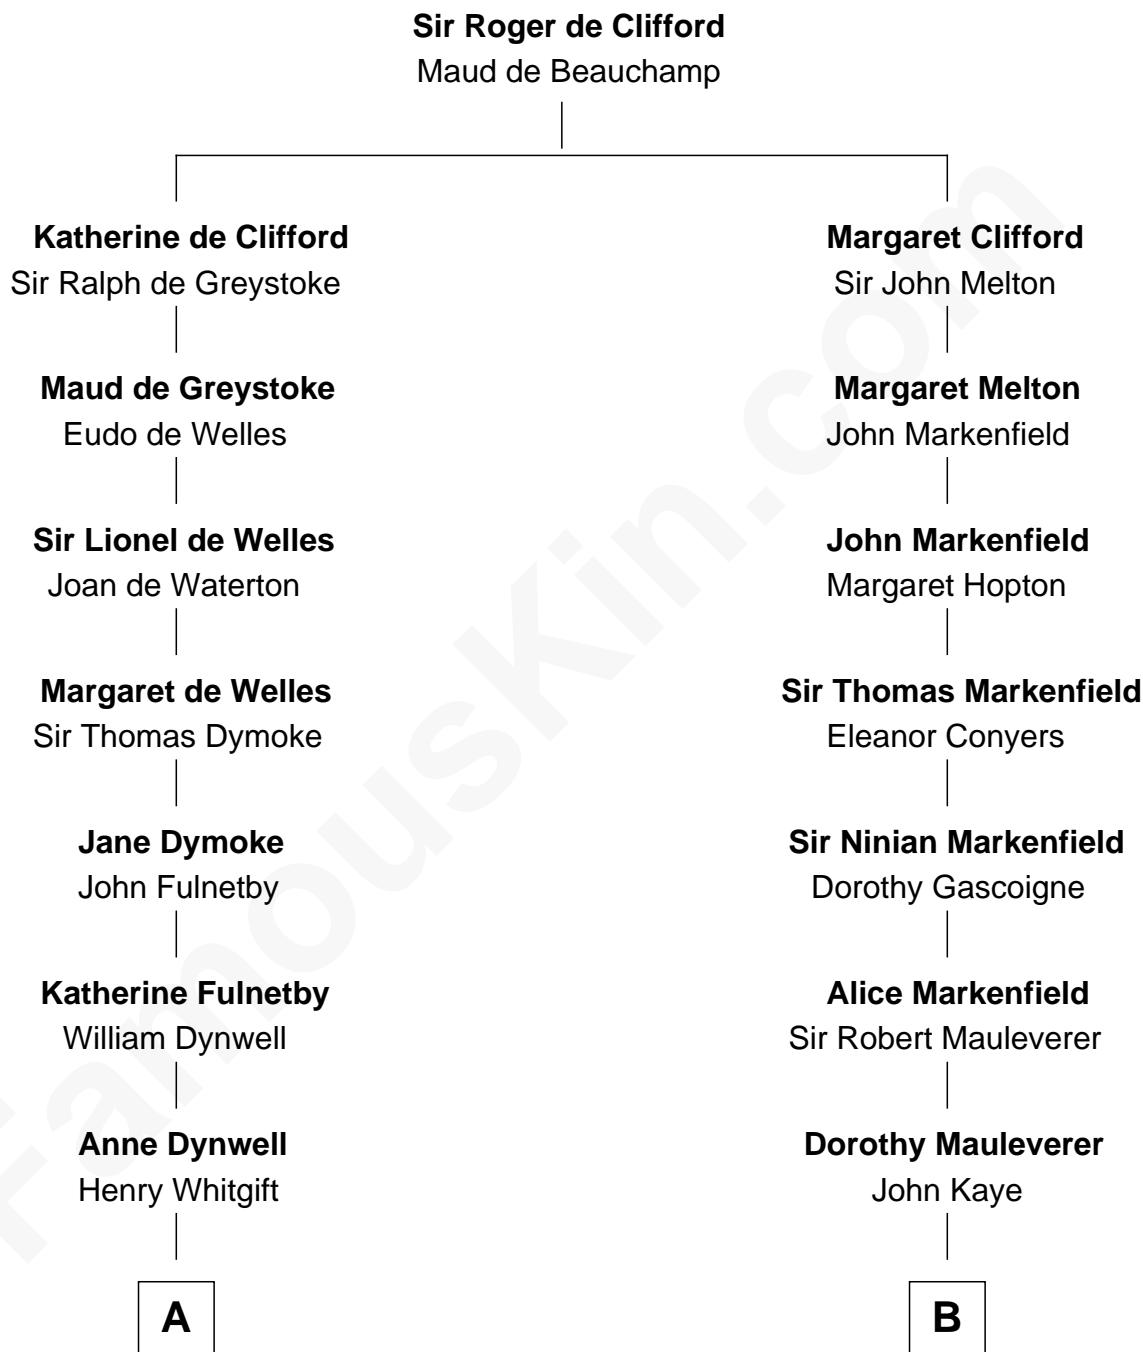 Sir Roger de Clifford
Maud de Beauchamp
Katherine de Clifford
Sir Ralph de Greystoke
Margaret Clifford
Sir John Melton
Maud de Greystoke
Eudo de Welles
Margaret Melton
John Markenfield
Sir Lionel de Welles
Joan de Waterton
John Markenfield
Margaret Hopton
Margaret de Welles
Sir Thomas Dymoke
Sir Thomas Markenfield
Eleanor Conyers
Jane Dymoke
John Fulnetby
Sir Ninian Markenfield
Dorothy Gascoigne
Katherine Fulnetby
William Dynwell
Alice Markenfield
Sir Robert Mauleverer
Anne Dynwell
Henry Whitgift
Dorothy Mauleverer
John Kaye
A
B
FamousKin.com